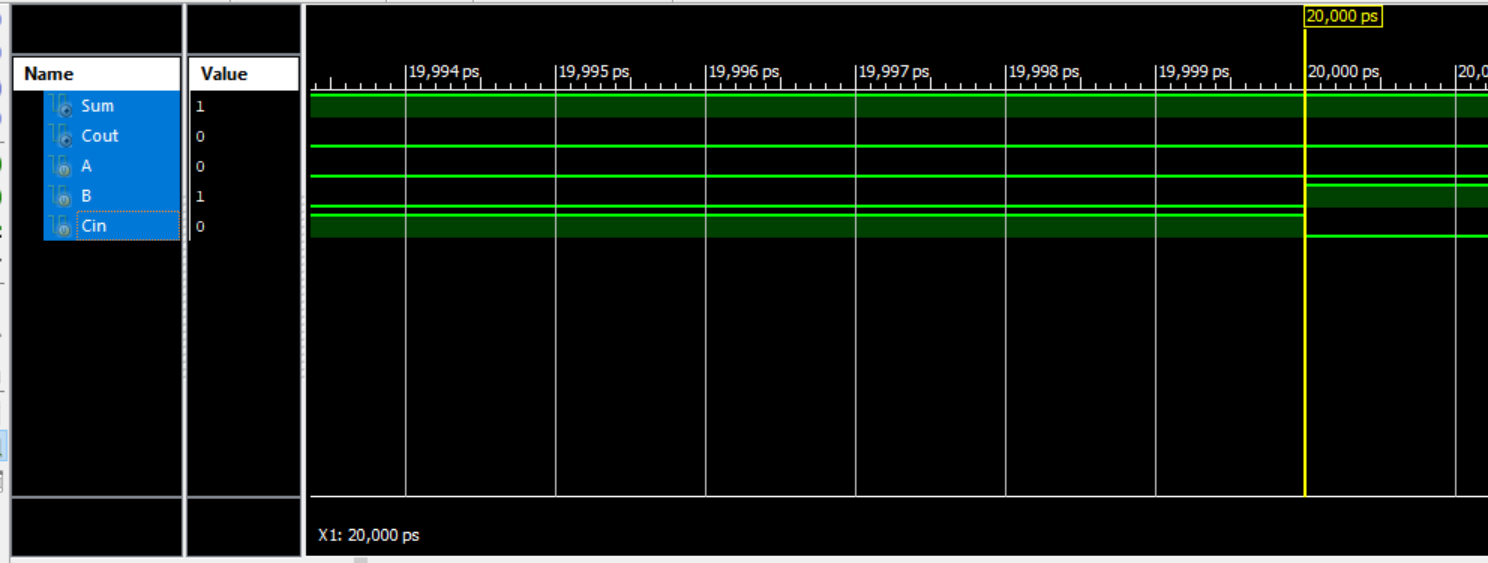 20,000 ps
Name Value
19,994 ps 19,995 ps 19,996 ps 19,997 ps 19,998 ps 19,999 ps 20,000 ps 20,0
Sum 1
Cout 0
A 0
B 1
Cin 0
X1: 20,000 ps